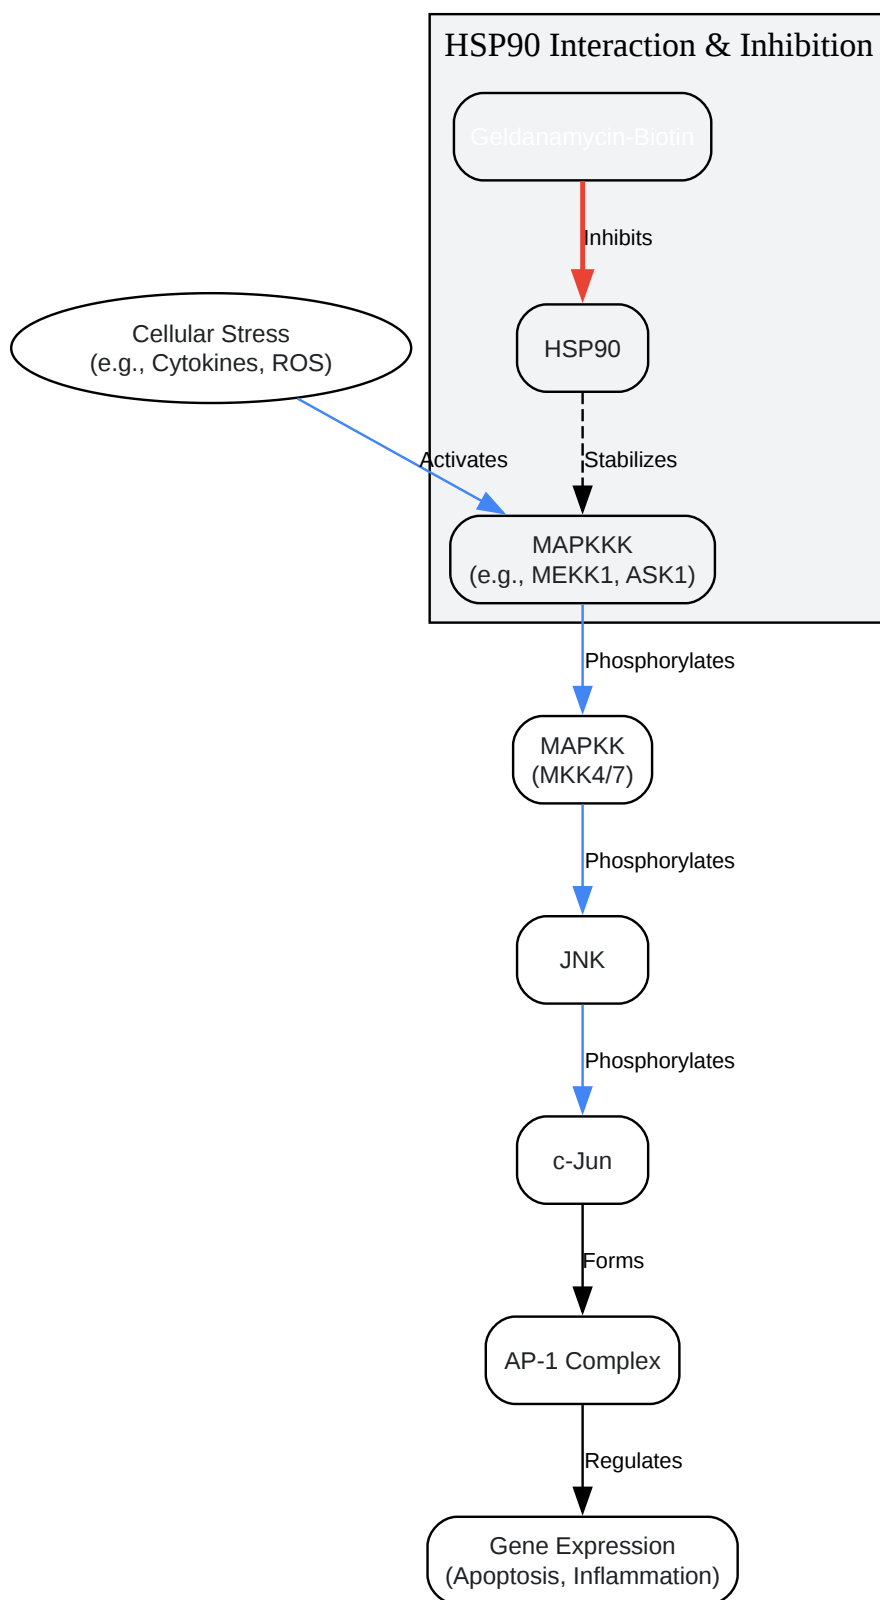 HSP90 Interaction & Inhibition
Geldanamycin-Biotin
Inhibits
Cellular Stress
(e.g., Cytokines, ROS)
HSP90
Activates
Stabilizes
MAPKKK
(e.g., MEKK1, ASK1)
Phosphorylates
MAPKK
(MKK4/7)
Phosphorylates
JNK
Phosphorylates
c-Jun
Forms
AP-1 Complex
Regulates
Gene Expression
(Apoptosis, Inflammation)